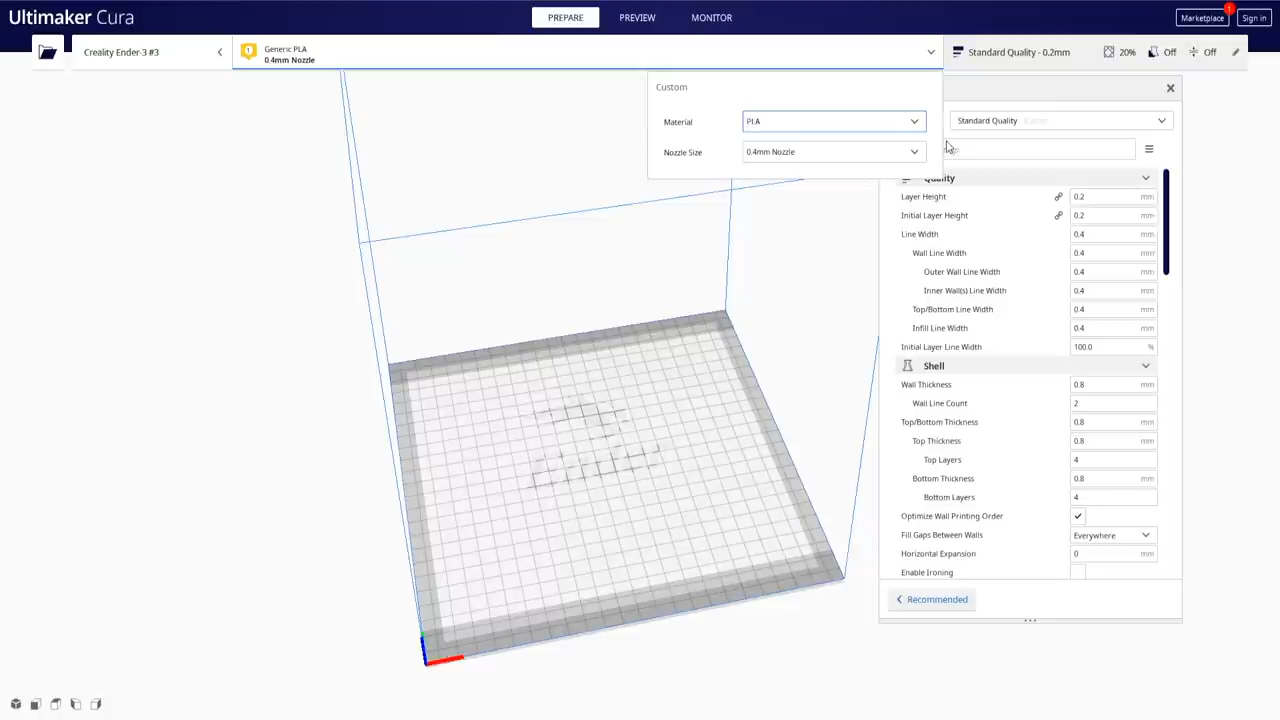 Ultimaker Cura
PREPARE
PREVIEW
MONITOR
Marketplace
1
Sign in
Creality Ender-3 #3
1
Generic PLA
0.4mm Nozzle
Standard Quality - 0.2mm
20%
Off
Off
Custom
Material
PLA
Nozzle Size
0.4mm Nozzle
Standard Quality
Quality
Layer Height
0.2
mm
Initial Layer Height
0.2
mm
Line Width
0.4
mm
Wall Line Width
0.4
mm
Outer Wall Line Width
0.4
mm
Inner Wall(s) Line Width
0.4
mm
Top/Bottom Line Width
0.4
mm
Infill Line Width
0.4
mm
Initial Layer Line Width
100.0
%
Shell
Wall Thickness
0.8
mm
Wall Line Count
2
Top/Bottom Thickness
0.8
mm
Top Thickness
0.8
mm
Top Layers
4
Bottom Thickness
0.8
mm
Bottom Layers
4
Optimize Wall Printing Order
Fill Gaps Between Walls
Everywhere
Horizontal Expansion
0
mm
Enable Ironing
Recommended